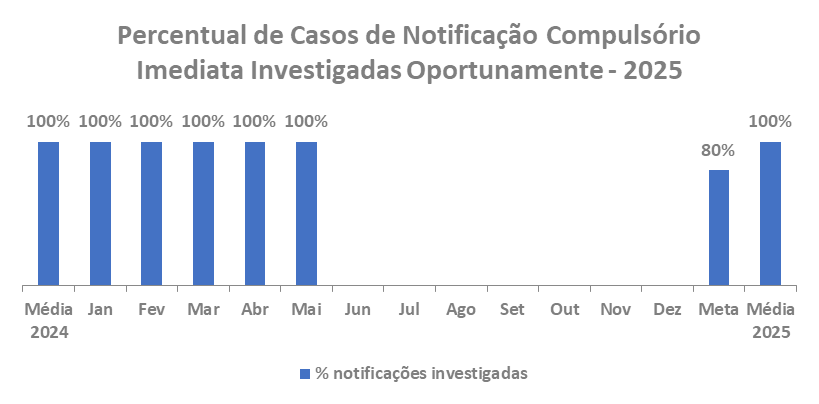 Percentual de Casos de Notificação Compulsório
Imediata Investigadas Oportunamente - 2025
100% 100% 100% 100% 100% 100% 80% 100%
Média 2024 Jan Fev Mar Abr Mai Jun Jul Ago Set Out Nov Dez Meta Média 2025
% notificações investigadas